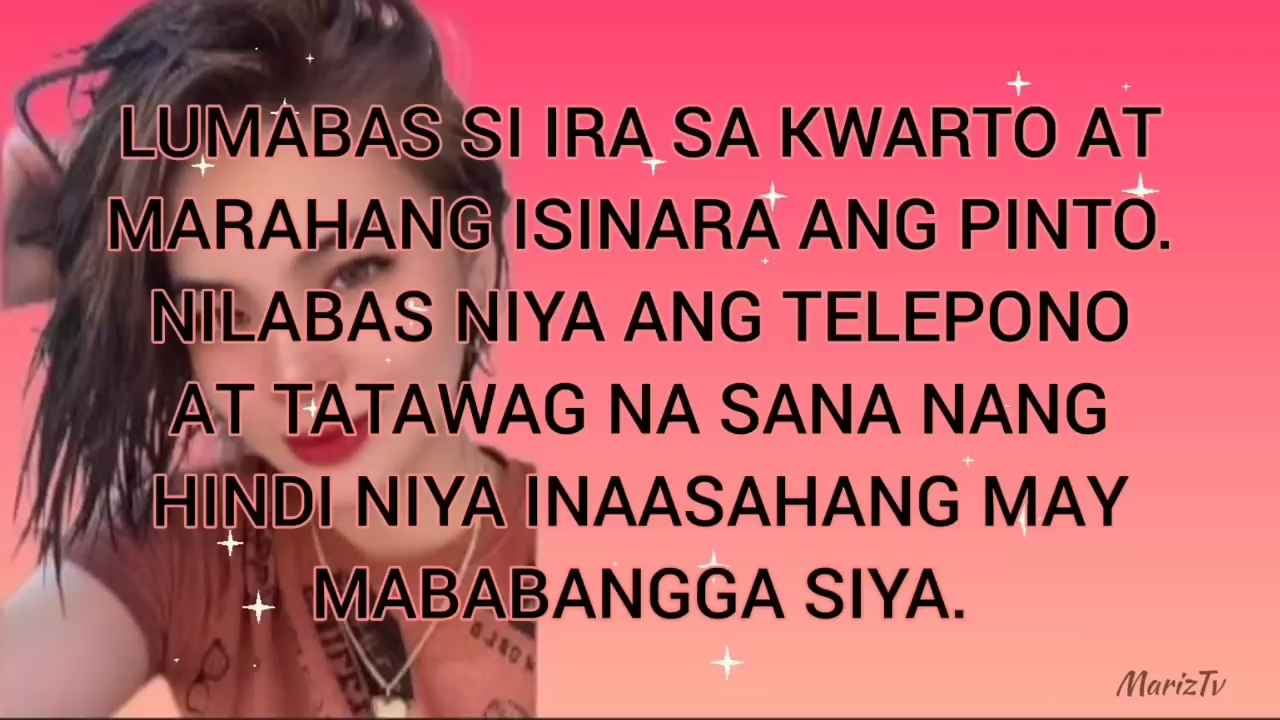 LUMABAS SI IRA SA KWARTO AT
MARAHANG ISINARA ANG PINTO.
NILABAS NIYA ANG TELEPONO
AT TATAWAG NA SANA NANG
HINDI NIYA INAASAHANG MAY
MABABANGGA SIYA.
MarizTv